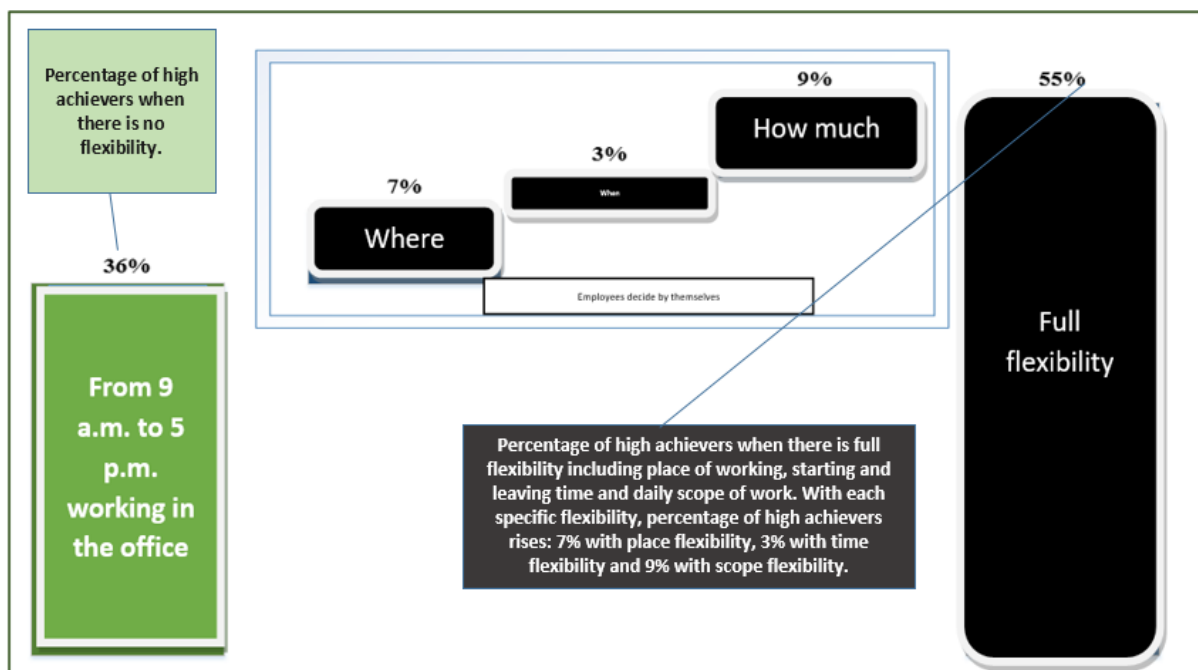 Percentage of high
achievers when
there is no
flexibility.
36%
From 9
a.m. to 5
p.m.
working in
the office
7%
Where
3%
When
9%
How much
Employees decide by themselves
55%
Full
flexibility
Percentage of high achievers when there is full
flexibility including place of working, starting and
leaving time and daily scope of work. With each
specific flexibility, percentage of high achievers
rises: 7% with place flexibility, 3% with time
flexibility and 9% with scope flexibility.